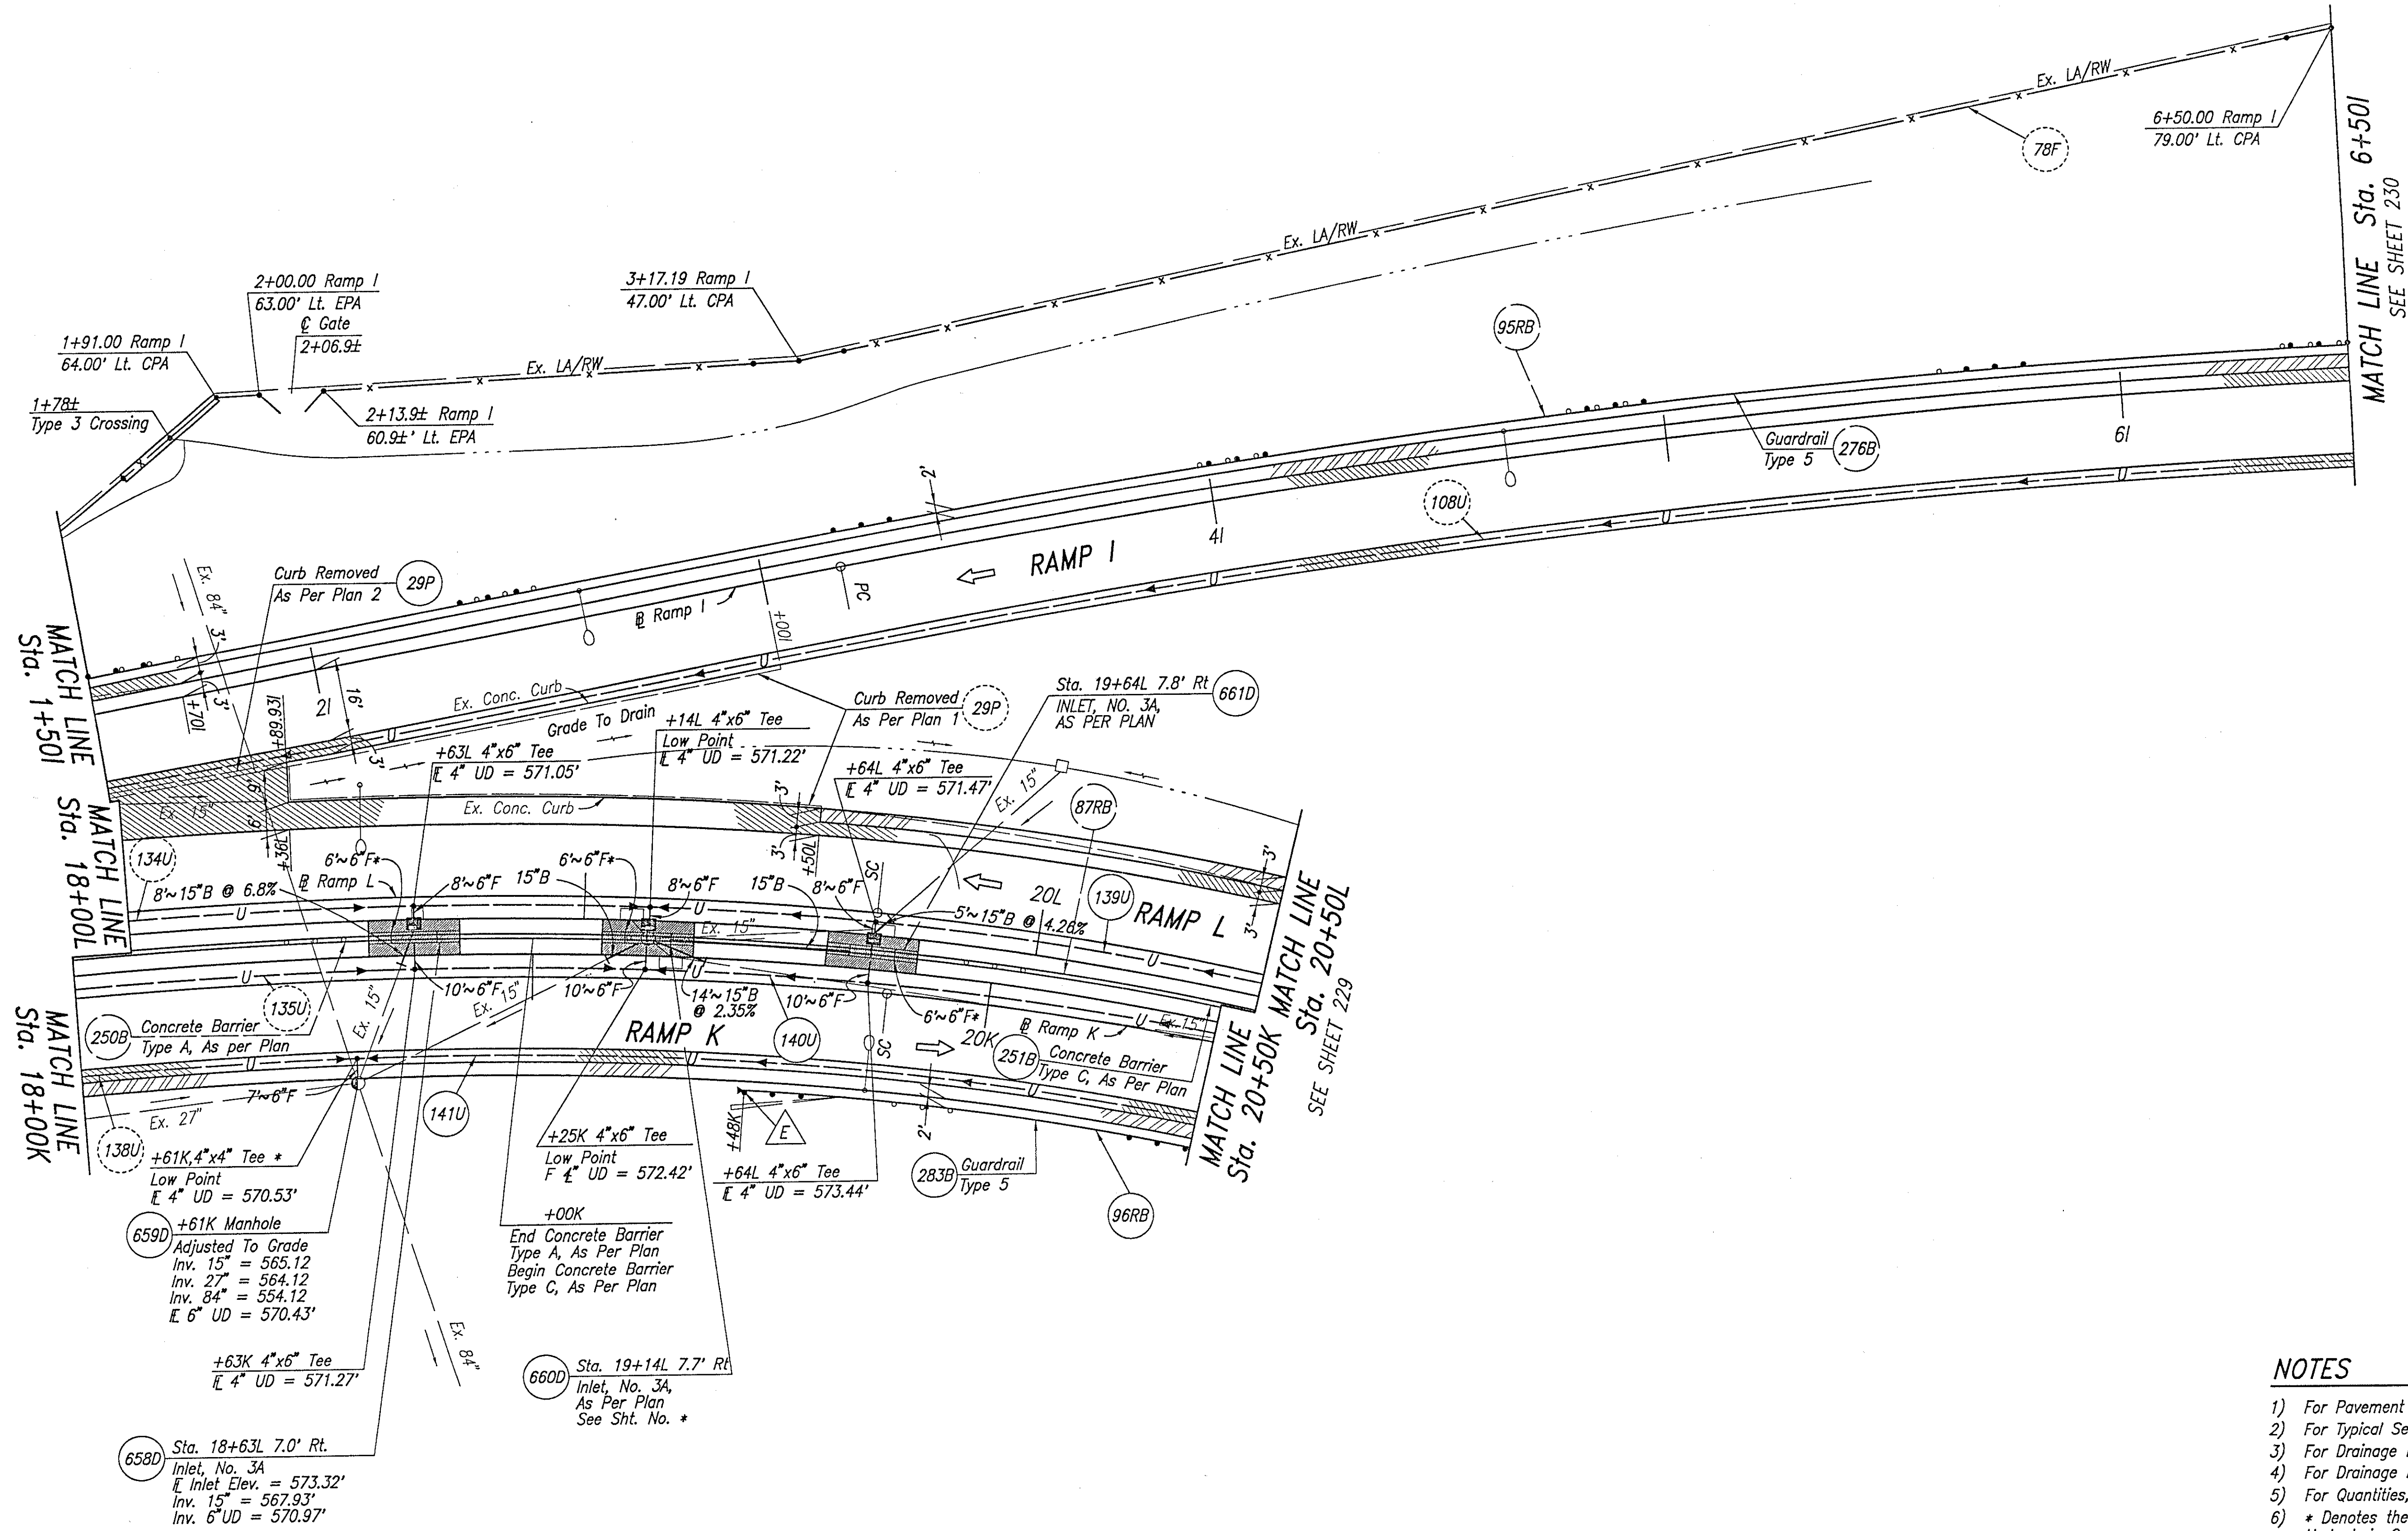 Ex. LA/RW
6+50.00 Ramp I
79.00' Lt. CPA
78F
MATCH LINE Sta. 6+50I
SEE SHEET 230
2+00.00 Ramp I
63.00' Lt. EPA
℄ Gate
2+06.9±
3+17.19 Ramp I
47.00' Lt. CPA
Ex. LA/RW
1+91.00 Ramp I
64.00' Lt. CPA
Ex. LA/RW
1+78±
Type 3 Crossing
2+13.9± Ramp I
60.9±' Lt. EPA
95RB
Guardrail
Type 5
276B
6I
2'
108U
U
U
4I
RAMP I
U
PC
Ex. 84"
Curb Removed
As Per Plan 2
29P
+00I
B Ramp I
U
MATCH LINE
Sta. 1+50I
3'
3'
+70I
2I
16'
+89.93I
Ex. Conc. Curb
U
3'
Grade To Drain
Curb Removed
As Per Plan 1
29P
Sta. 19+64L 7.8' Rt
INLET, NO. 3A,
AS PER PLAN
661D
+14L 4"x6" Tee
Low Point
℄ 4" UD = 571.22'
+63L 4"x6" Tee
℄ 4" UD = 571.05'
+64L 4"x6" Tee
℄ 4" UD = 571.47'
Ex. 15"
87RB
6'
6'
Ex. 15"
Ex. Conc. Curb
3'
3'
+36L
+50L
SC
MATCH LINE
Sta. 18+00L
134U
6'~6"F*
6'~6"F*
8'~15"B @ 6.8%
B Ramp L
8'~6"F
15"B
8'~6"F
15"B
8'~6"F
20L
139U
RAMP L
3'
3'
5'~15"B @ 4.26%
U
U
U
Ex. 15"
MATCH LINE
Sta. 20+50L
U
135U
10'~6"F
Ex. 15"
Ex. 15"
10'~6"F
U
14'~15"B
@ 2.35%
10'~6"F
6'~6"F*
20K
B Ramp K
U
Ex. 15"
250B
Concrete Barrier
Type A, As per Plan
RAMP K
140U
SC
251B
Concrete Barrier
Type C, As Per Plan
MATCH LINE
Sta. 20+50K
SEE SHEET 229
MATCH LINE
Sta. 18+00K
U
U
U
U
7'~6"F
Ex. 27"
141U
138U
+48K
E
2'
+61K,4"x4" Tee *
Low Point
℄ 4" UD = 570.53'
+25K 4"x6" Tee
Low Point
F ℄ 4" UD = 572.42'
+64L 4"x6" Tee
℄ 4" UD = 573.44'
283B
Guardrail
Type 5
96RB
659D
+61K Manhole
Adjusted To Grade
Inv. 15" = 565.12
Inv. 27" = 564.12
Inv. 84" = 554.12
℄ 6" UD = 570.43'
+00K
End Concrete Barrier
Type A, As Per Plan
Begin Concrete Barrier
Type C, As Per Plan
Ex. 84"
+63K 4"x6" Tee
℄ 4" UD = 571.27'
660D
Sta. 19+14L 7.7' Rt
Inlet, No. 3A,
As Per Plan
See Sht. No. *
658D
Sta. 18+63L 7.0' Rt.
Inlet, No. 3A
℄ Inlet Elev. = 573.32'
Inv. 15" = 567.93'
Inv. 6"UD = 570.97'
NOTES
1) For Pavement
2) For Typical Se
3) For Drainage
4) For Drainage
5) For Quantities,
6) * Denotes the